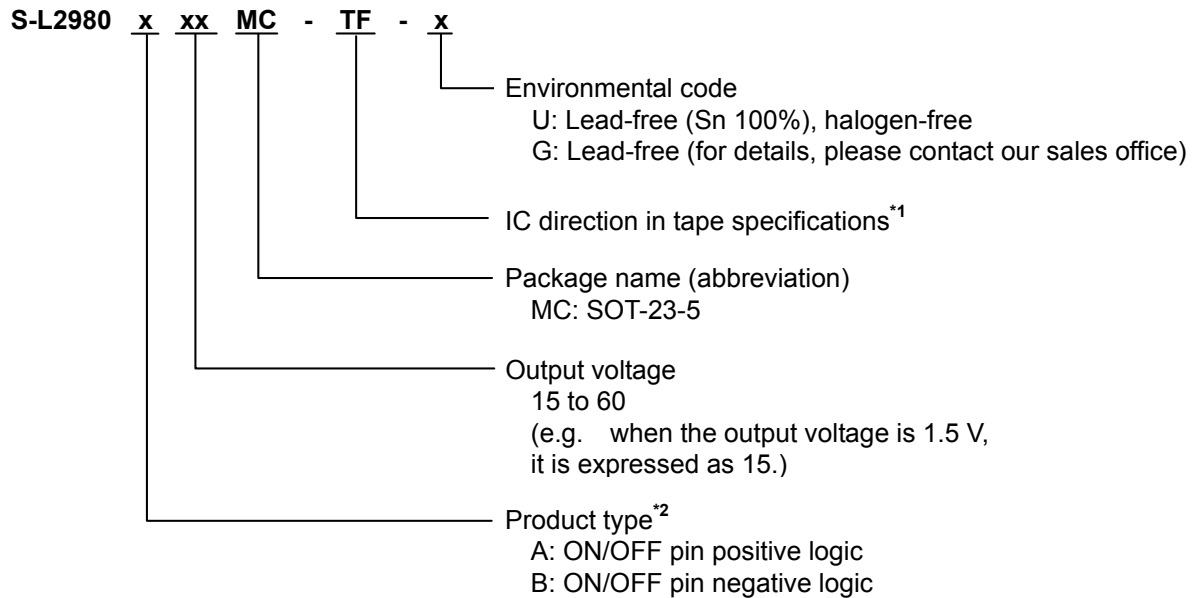 S-L2980 x xx MC - TF - x
Environmental code
U: Lead-free (Sn 100%), halogen-free
G: Lead-free (for details, please contact our sales office)
IC direction in tape specifications*1
Package name (abbreviation)
MC: SOT-23-5
Output voltage
15 to 60
(e.g. when the output voltage is 1.5 V,
it is expressed as 15.)
Product type*2
A: ON/OFF pin positive logic
B: ON/OFF pin negative logic